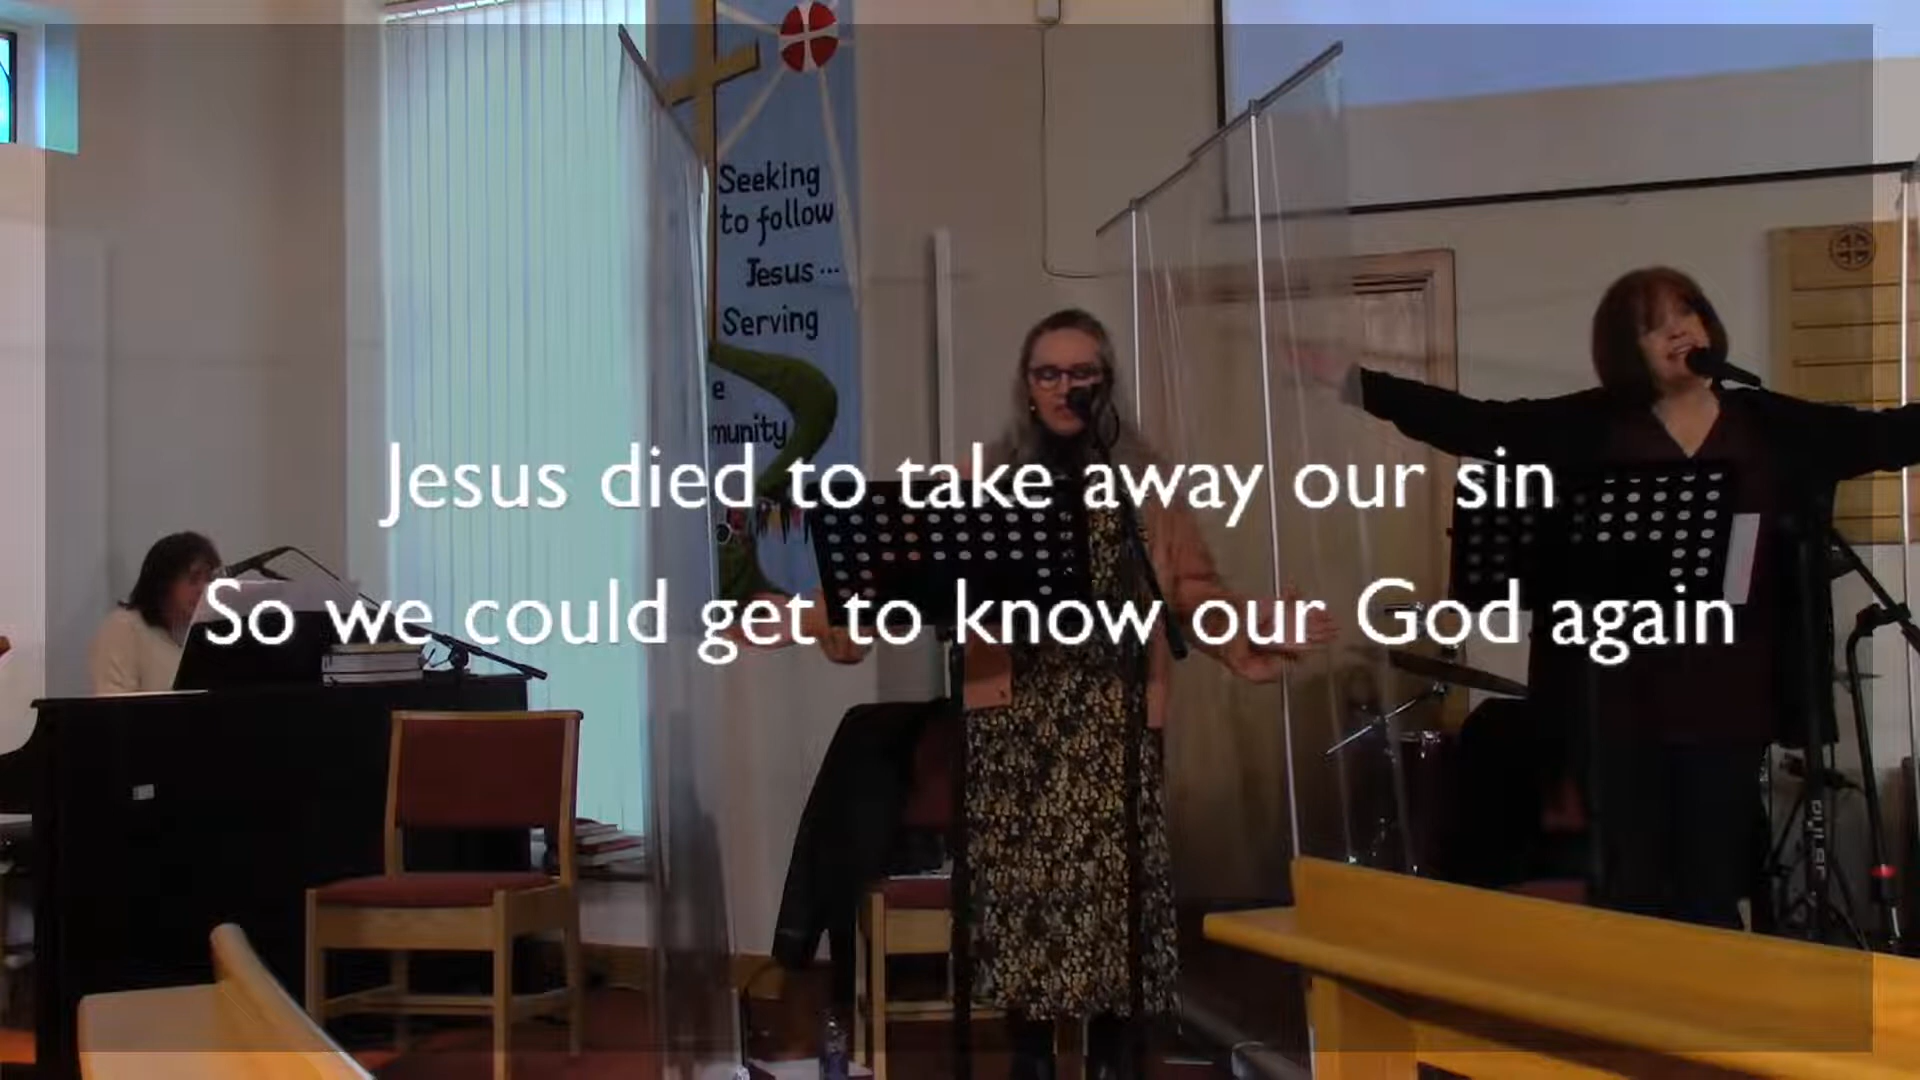 Seeking
to follow
Jesus...
Serving
e
munity
Jesus died to take away our sin
So we could get to know our God again